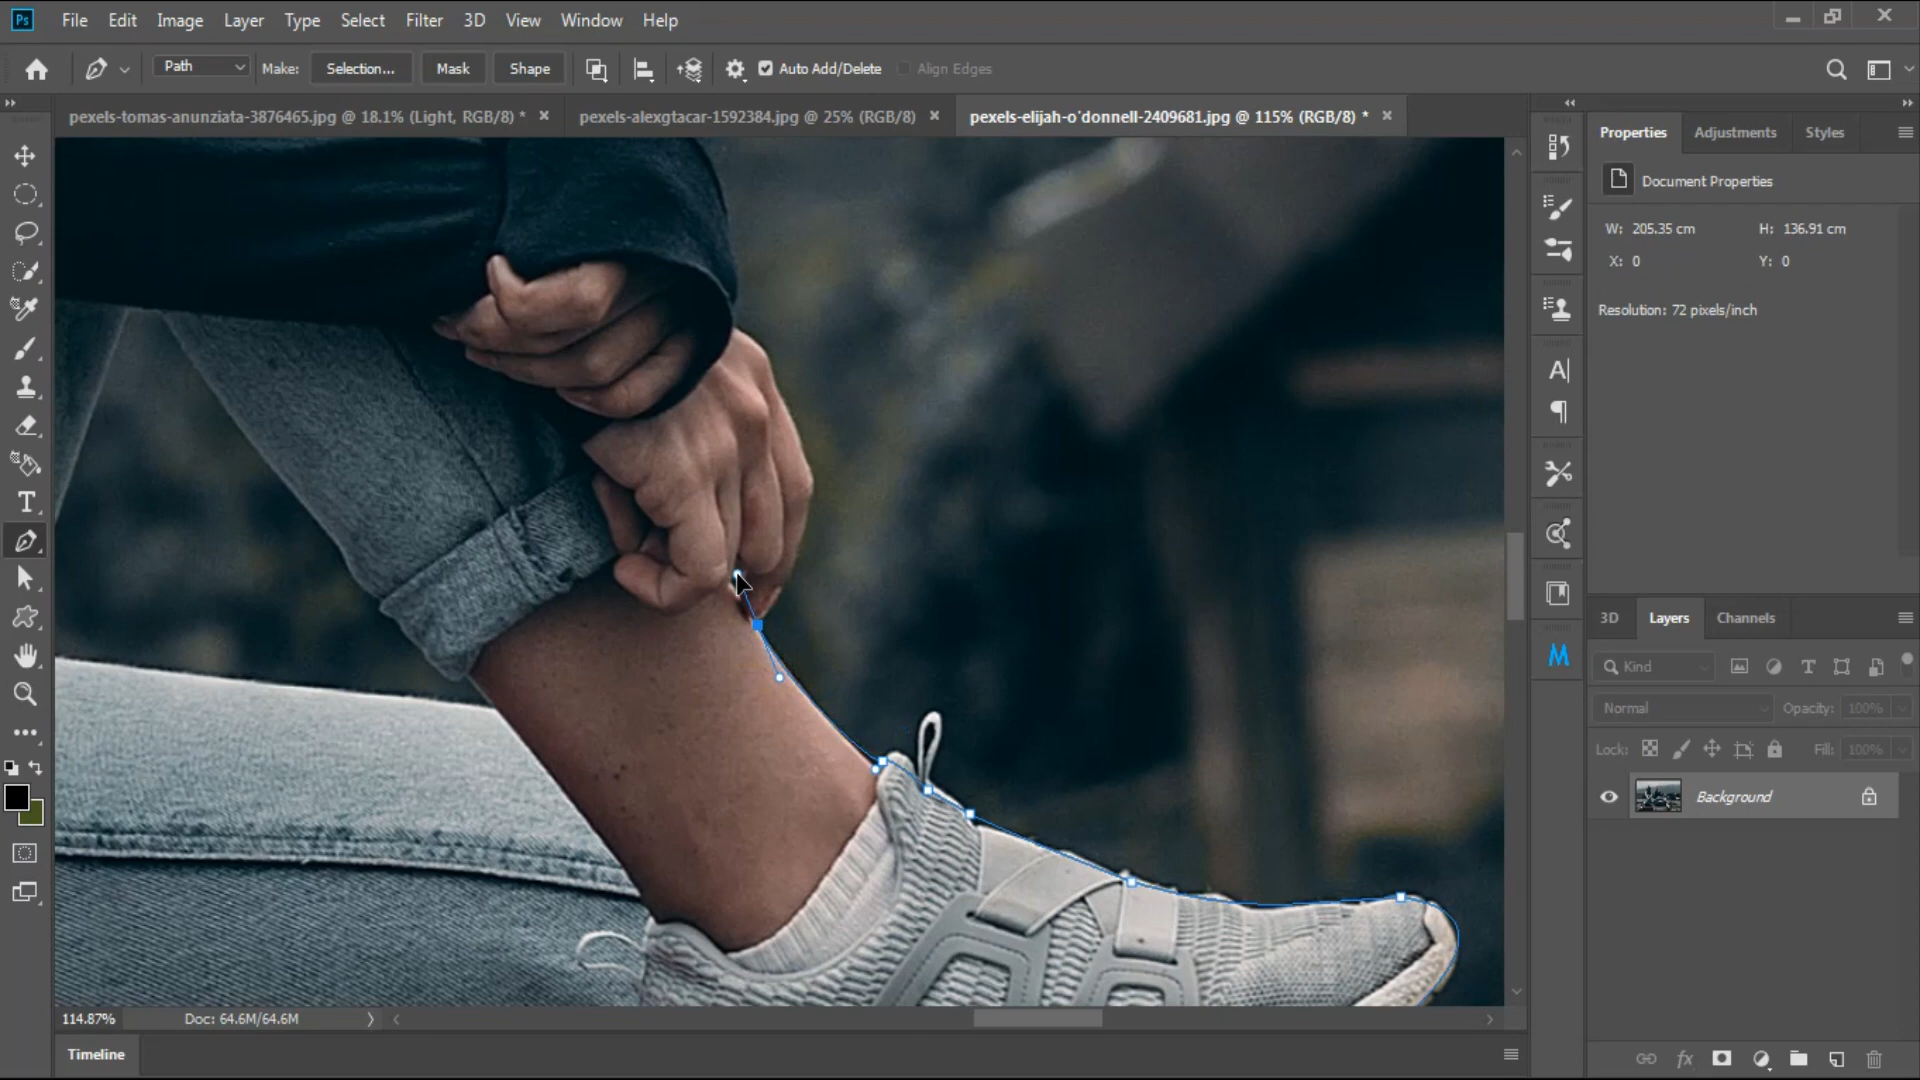 Ps File Edit Image Layer Type Select Filter 3D View Window Help
Path Make: Selection... Mask Shape Auto Add/Delete Align Edges
pexels-tomas-anunziata-3876465.jpg @ 18.1% (Light, RGB/8) * pexels-alexgtacar-1592384.jpg @ 25% (RGB/8) pexels-elijah-o'donnell-2409681.jpg @ 115% (RGB/8) *
Properties Adjustments Styles
Document Properties
W: 205.35 cm H: 136.91 cm
X: 0 Y: 0
Resolution: 72 pixels/inch
3D Layers Channels
Kind
Normal Opacity: 100%
Lock: Fill: 100%
Background
114.87% Doc: 64.6M/64.6M
Timeline